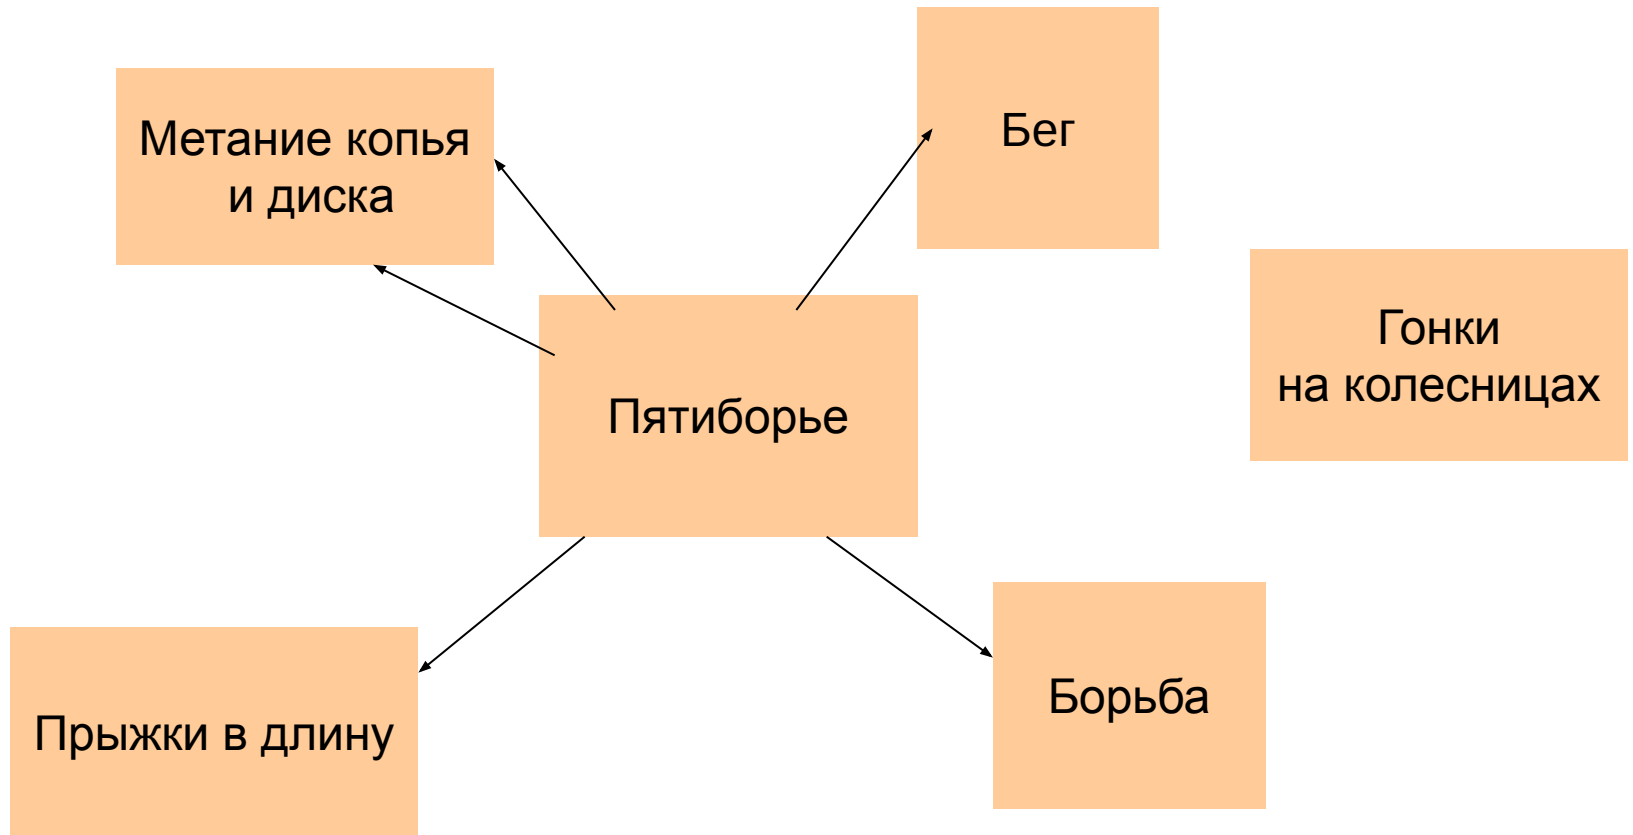 Метание копья
и диска
Бег
Гонки
на колесницах
Пятиборье
Прыжки в длину
Борьба